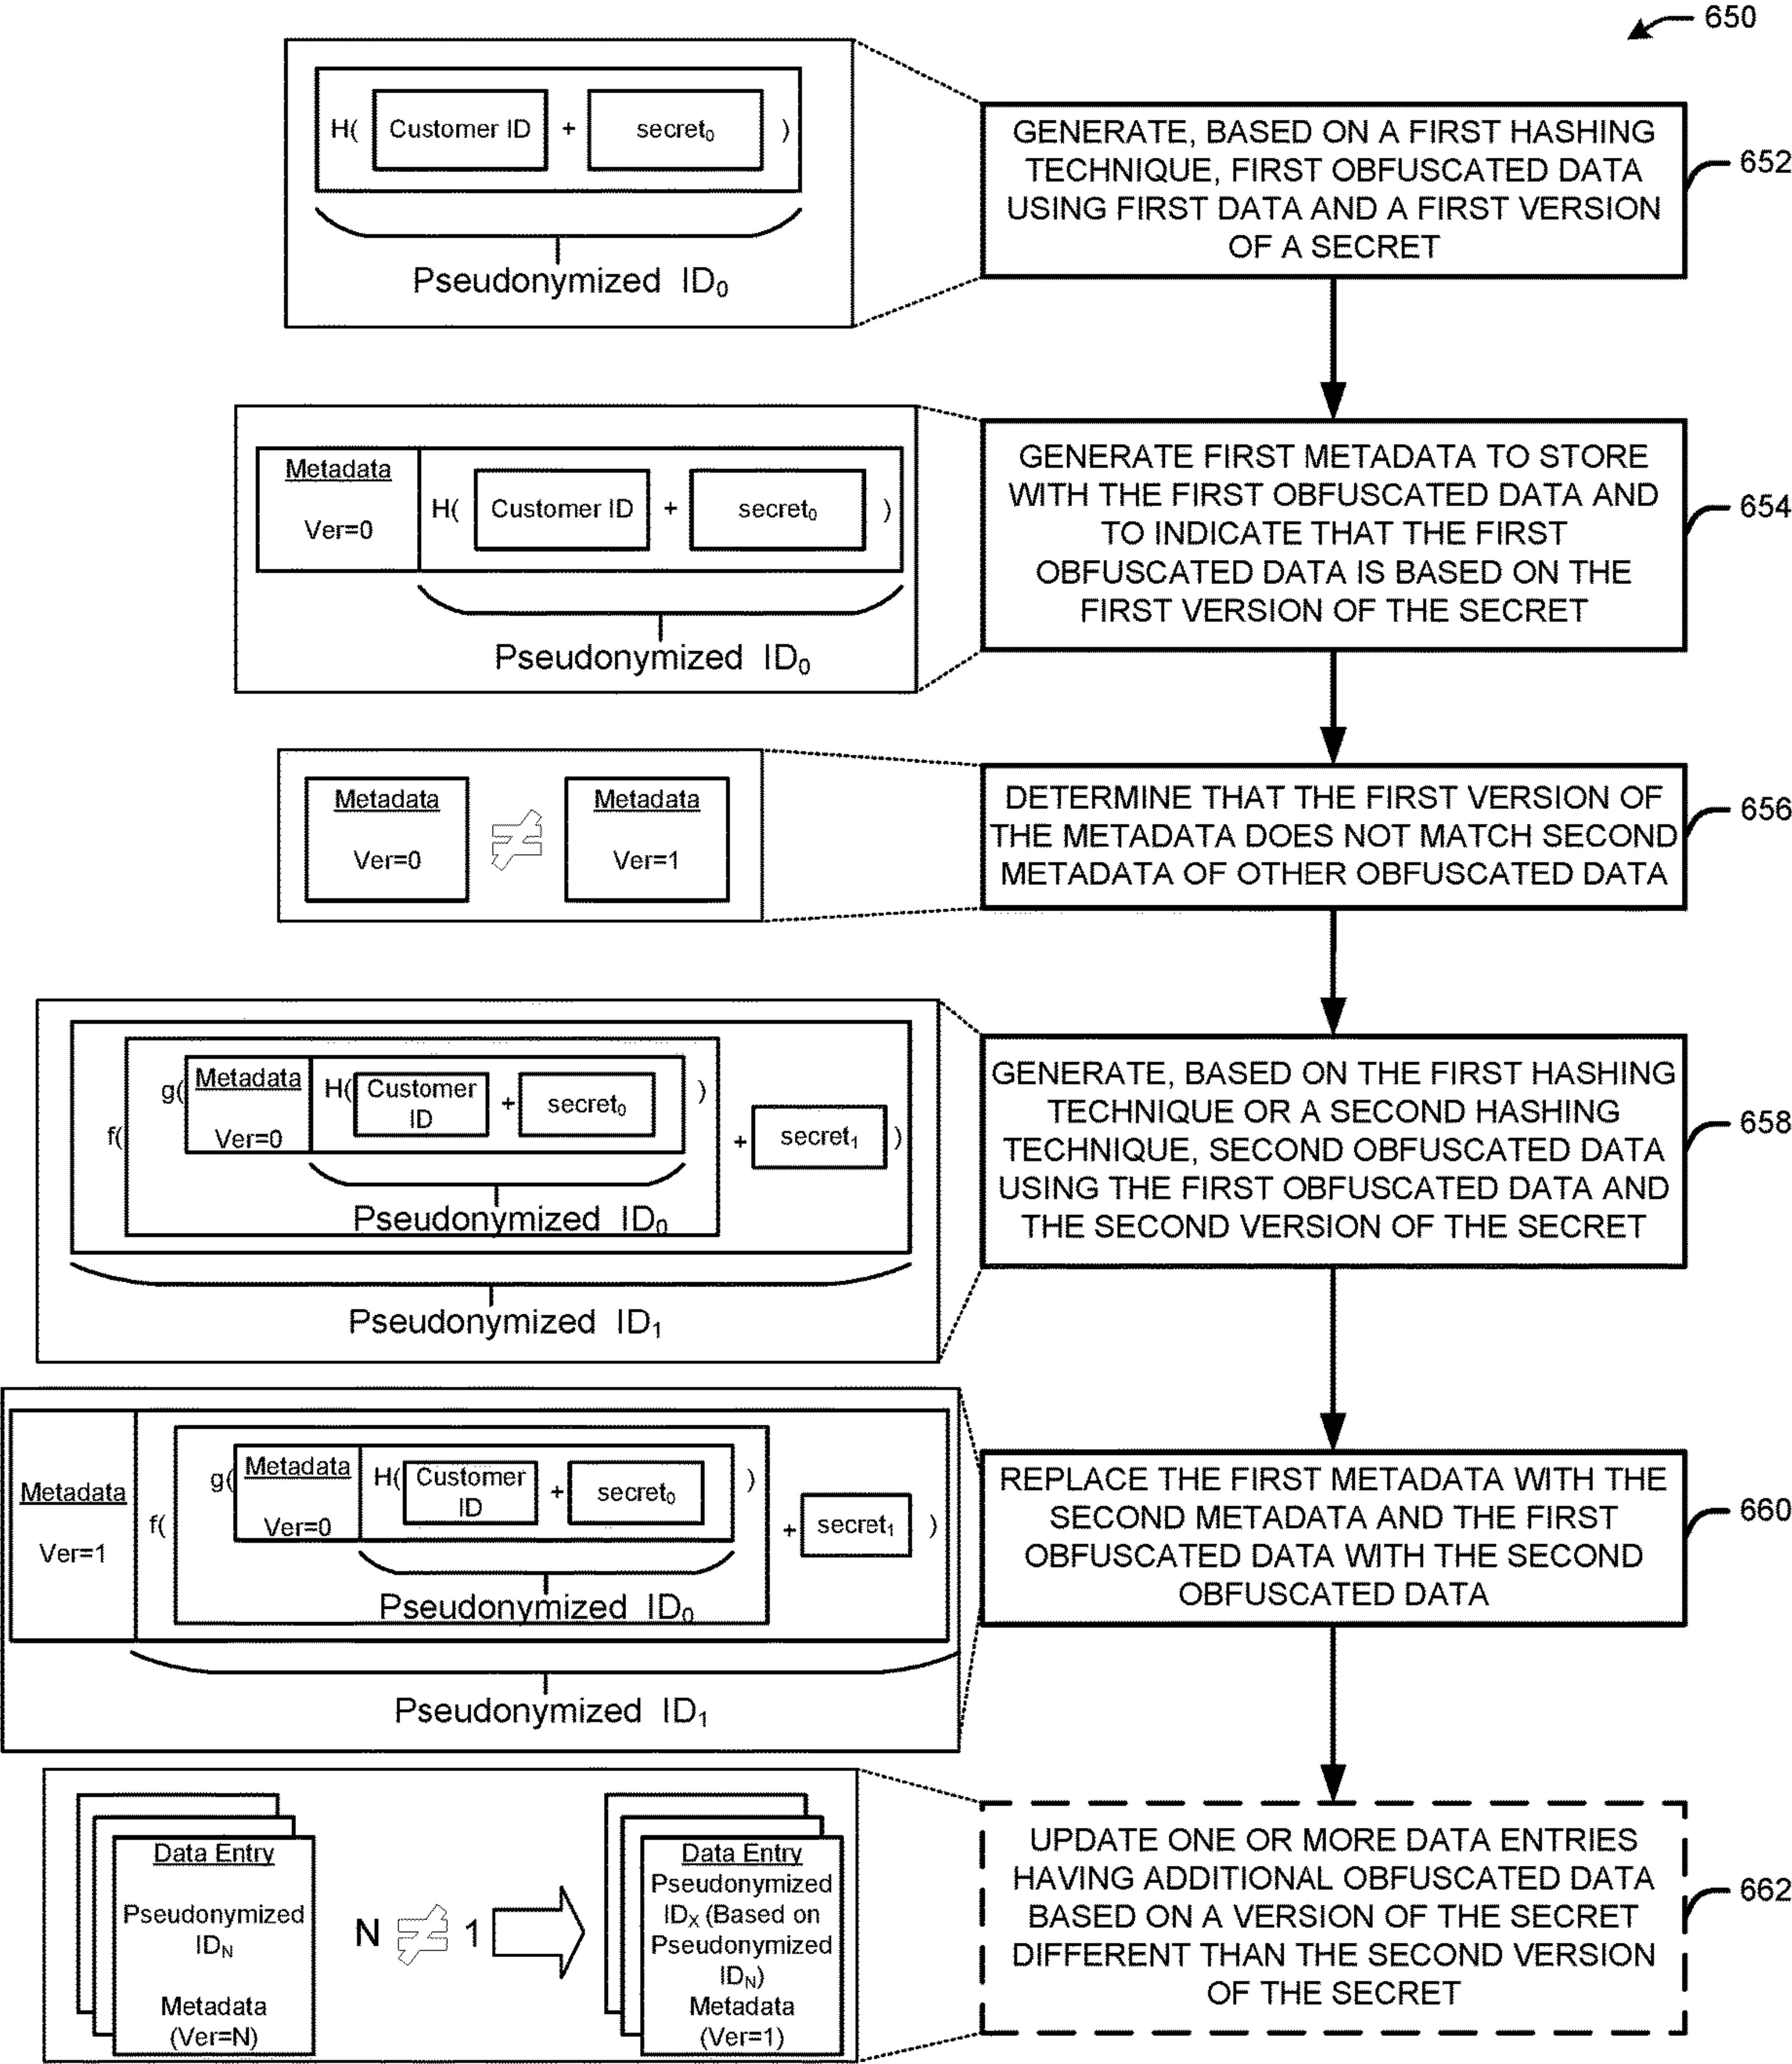 650
H( Customer ID + secret₀ )
Pseudonymized ID₀
GENERATE, BASED ON A FIRST HASHING
TECHNIQUE, FIRST OBFUSCATED DATA
USING FIRST DATA AND A FIRST VERSION
OF A SECRET
652
Metadata
Ver=0
H( Customer ID + secret₀ )
Pseudonymized ID₀
GENERATE FIRST METADATA TO STORE
WITH THE FIRST OBFUSCATED DATA AND
TO INDICATE THAT THE FIRST
OBFUSCATED DATA IS BASED ON THE
FIRST VERSION OF THE SECRET
654
Metadata
Ver=0
≠
Metadata
Ver=1
DETERMINE THAT THE FIRST VERSION OF
THE METADATA DOES NOT MATCH SECOND
METADATA OF OTHER OBFUSCATED DATA
656
f(
g(
Metadata
Ver=0
H(
Customer
ID
+ secret₀ )
+ secret₁ )
Pseudonymized ID₀
Pseudonymized ID₁
GENERATE, BASED ON THE FIRST HASHING
TECHNIQUE OR A SECOND HASHING
TECHNIQUE, SECOND OBFUSCATED DATA
USING THE FIRST OBFUSCATED DATA AND
THE SECOND VERSION OF THE SECRET
658
Metadata
Ver=1
f(
g(
Metadata
Ver=0
H(
Customer
ID
+ secret₀ )
+ secret₁ )
Pseudonymized ID₀
Pseudonymized ID₁
REPLACE THE FIRST METADATA WITH THE
SECOND METADATA AND THE FIRST
OBFUSCATED DATA WITH THE SECOND
OBFUSCATED DATA
660
Data Entry
Pseudonymized
ID_N
Metadata
(Ver=N)
N ≠ 1
Data Entry
Pseudonymized
ID_X (Based on
Pseudonymized
ID_N)
Metadata
(Ver=1)
UPDATE ONE OR MORE DATA ENTRIES
HAVING ADDITIONAL OBFUSCATED DATA
BASED ON A VERSION OF THE SECRET
DIFFERENT THAN THE SECOND VERSION
OF THE SECRET
662